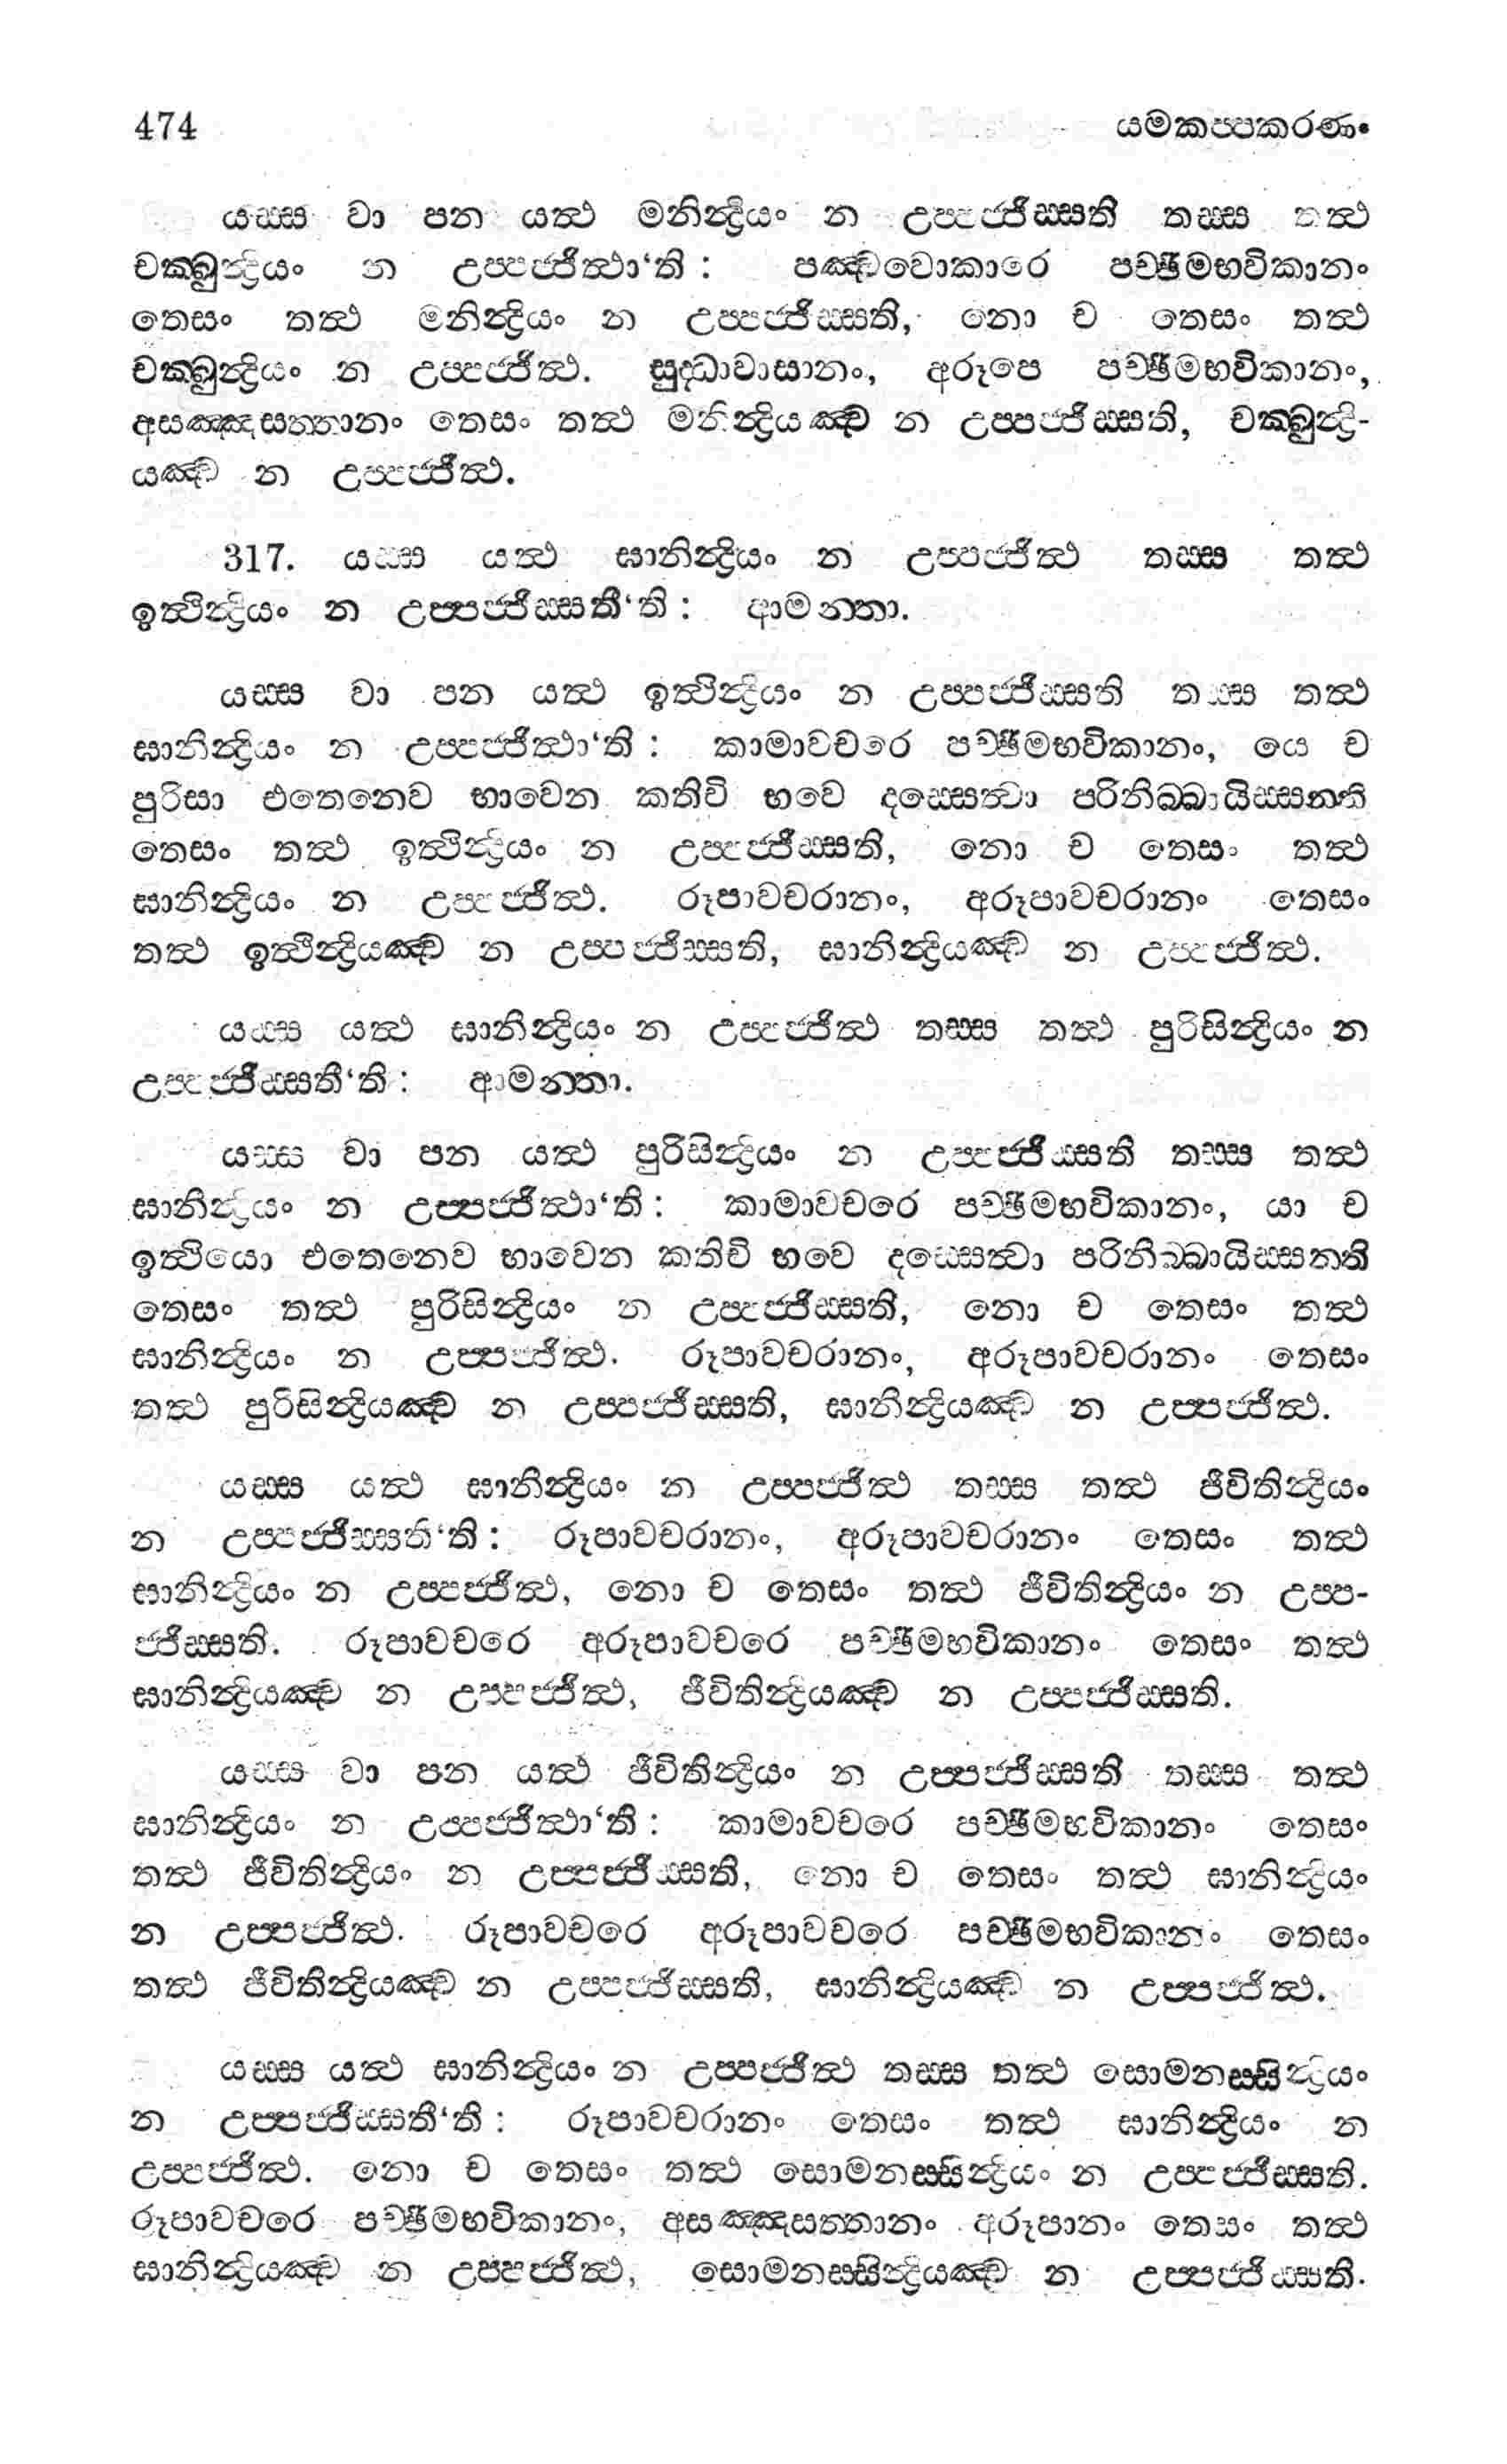 474 යමකප්පකරණං
යස්ස වා පන යත්ථ මනින්ද්‍රියං න උප්පජ්ජිස්සති තස්ස තත්ථ
චක්ඛුන්ද්‍රියං න උප්පජ්ජිත්ථා‘ති : පඤ්චවොකාරෙ පච්ඡිමභවිකානං
තෙසං තත්ථ මනින්ද්‍රියං න උප්පජ්ජිස්සති, නො ච තෙසං තත්ථ
චක්ඛුන්ද්‍රියං න උප්පජ්ජිත්ථ. සුද්ධාවාසානං, අරූපෙ පච්ඡිමභවිකානං,
අසඤ්ඤසත්තානං තෙසං තත්ථ මනින්ද්‍රියඤ්ච න උප්පජ්ජිස්සති, චක්ඛුන්ද්‍රි-
යඤ්ච න උප්පජ්ජිත්ථ.
317. යස්ස යත්ථ ඝානින්ද්‍රියං න උප්පජ්ජිත්ථ තස්ස තත්ථ
ඉත්ථින්ද්‍රියං න උප්පජ්ජිස්සතී‘ති : ආමන්තා.
යස්ස වා පන යත්ථ ඉත්ථින්ද්‍රියං න උප්පජ්ජිස්සති තස්ස තත්ථ
ඝානින්ද්‍රියං න උප්පජ්ජිත්ථා‘ති : කාමාවචරෙ පච්ඡිමභවිකානං, යෙ ච
පුරිසා එතෙනෙව භාවෙන කතිචි භවෙ දස්සෙත්වා පරිනිබ්බායිස්සන්ති
තෙසං තත්ථ ඉත්ථින්ද්‍රියං න උප්පජ්ජිස්සති, නො ච තෙසං තත්ථ
ඝානින්ද්‍රියං න උප්පජ්ජිත්ථ. රූපාවචරානං, අරූපාවචරානං තෙසං
තත්ථ ඉත්ථින්ද්‍රියඤ්ච න උප්පජ්ජිස්සති, ඝානින්ද්‍රියඤ්ච න උප්පජ්ජිත්ථ.
යස්ස යත්ථ ඝානින්ද්‍රියං න උප්පජ්ජිත්ථ තස්ස තත්ථ පුරිසින්ද්‍රියං න
උප්පජ්ජිස්සතී‘ති : ආමන්තා.
යස්ස වා පන යත්ථ පුරිසින්ද්‍රියං න උප්පජ්ජිස්සති තස්ස තත්ථ
ඝානින්ද්‍රියං න උප්පජ්ජිත්ථා‘ති : කාමාවචරෙ පච්ඡිමභවිකානං, යා ච
ඉත්ථියො එතෙනෙව භාවෙන කතිචි භවෙ දස්සෙත්වා පරිනිබ්බායිස්සන්ති
තෙසං තත්ථ පුරිසින්ද්‍රියං න උප්පජ්ජිස්සති, නො ච තෙසං තත්ථ
ඝානින්ද්‍රියං න උප්පජ්ජිත්ථ. රූපාවචරානං, අරූපාවචරානං තෙසං
තත්ථ පුරිසින්ද්‍රියඤ්ච න උප්පජ්ජිස්සති, ඝානින්ද්‍රියඤ්ච න උප්පජ්ජිත්ථ.
යස්ස යත්ථ ඝානින්ද්‍රියං න උප්පජ්ජිත්ථ තස්ස තත්ථ ජීවිතින්ද්‍රියං
න උප්පජ්ජිස්සතී‘ති : රූපාවචරානං, අරූපාවචරානං තෙසං තත්ථ
ඝානින්ද්‍රියං න උප්පජ්ජිත්ථ, නො ච තෙසං තත්ථ ජීවිතින්ද්‍රියං න උප්ප-
ජ්ජිස්සති. රූපාවචරෙ අරූපාවචරෙ පච්ඡිමභවිකානං තෙසං තත්ථ
ඝානින්ද්‍රියඤ්ච න උප්පජ්ජිත්ථ, ජීවිතින්ද්‍රියඤ්ච න උප්පජ්ජිස්සති.
යස්ස වා පන යත්ථ ජීවිතින්ද්‍රියං න උප්පජ්ජිස්සති තස්ස තත්ථ
ඝානින්ද්‍රියං න උප්පජ්ජිත්ථා‘ති : කාමාවචරෙ පච්ඡිමභවිකානං තෙසං
තත්ථ ජීවිතින්ද්‍රියං න උප්පජ්ජිස්සති, නො ච තෙසං තත්ථ ඝානින්ද්‍රියං
න උප්පජ්ජිත්ථ. රූපාවචරෙ අරූපාවචරෙ පච්ඡිමභවිකානං තෙසං
තත්ථ ජීවිතින්ද්‍රියඤ්ච න උප්පජ්ජිස්සති, ඝානින්ද්‍රියඤ්ච න උප්පජ්ජිත්ථ.
යස්ස යත්ථ ඝානින්ද්‍රියං න උප්පජ්ජිත්ථ තස්ස තත්ථ සොමනස්සින්ද්‍රියං
න උප්පජ්ජිස්සතී‘ති : රූපාවචරානං තෙසං තත්ථ ඝානින්ද්‍රියං න
උප්පජ්ජිත්ථ. නො ච තෙසං තත්ථ සොමනස්සින්ද්‍රියං න උප්පජ්ජිස්සති.
රූපාවචරෙ පච්ඡිමභවිකානං, අසඤ්ඤසත්තානං අරූපානං තෙසං තත්ථ
ඝානින්ද්‍රියඤ්ච න උප්පජ්ජිත්ථ, සොමනස්සින්ද්‍රියඤ්ච න උප්පජ්ජිස්සති.